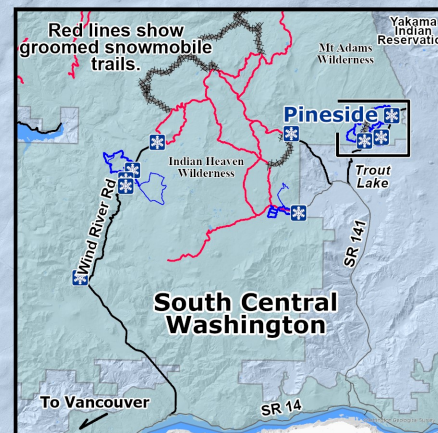 Red lines show
groomed snowmobile
trails.
Yakama
Indian
Reservatio
Mt Adams
Wilderness
Pineside
Indian Heaven
Wilderness
Trout
Lake
Wind River Rd
SR 141
South Central
Washington
To Vancouver
SR 14